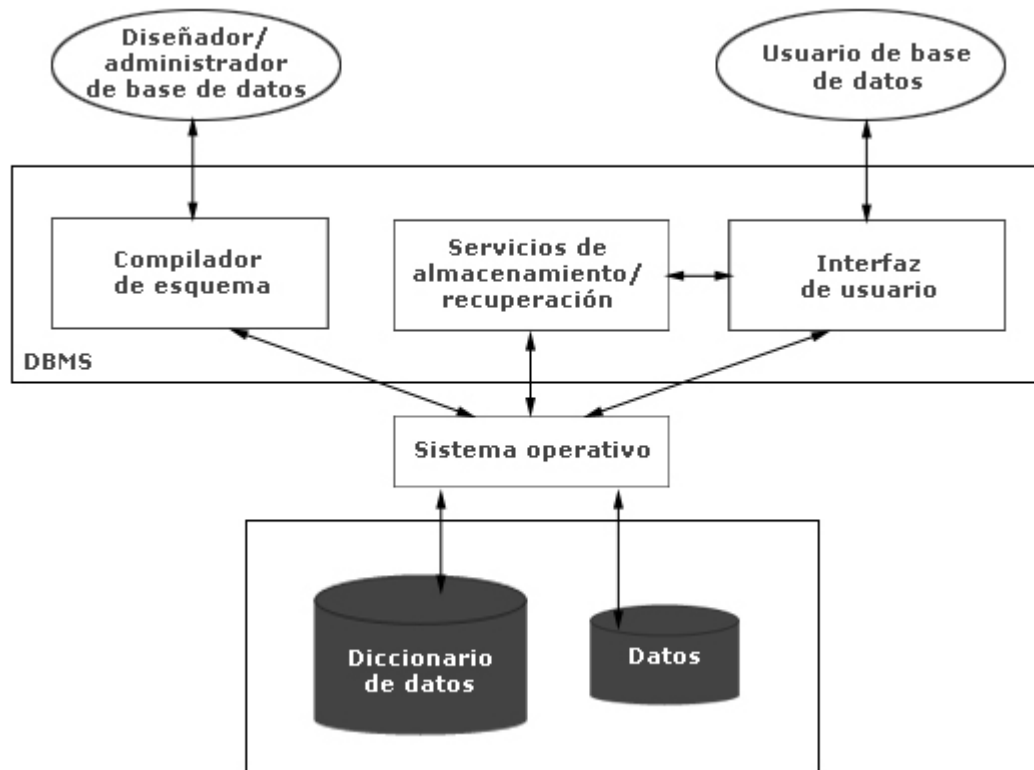 Diseñador/
administrador
de base de datos
Usuario de base
de datos
Compilador
de esquema
Servicios de
almacenamiento/
recuperación
Interfaz
de usuario
DBMS
Sistema operativo
Diccionario
de datos
Datos